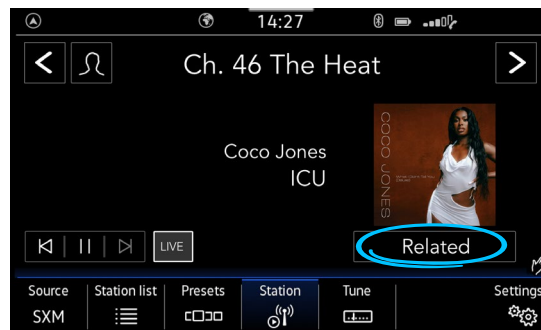 14:27
Ch. 46 The Heat
Coco Jones
ICU
COCO JONES
LIVE
Related
Source
Station list
Presets
Station
Tune
Settings
SXM